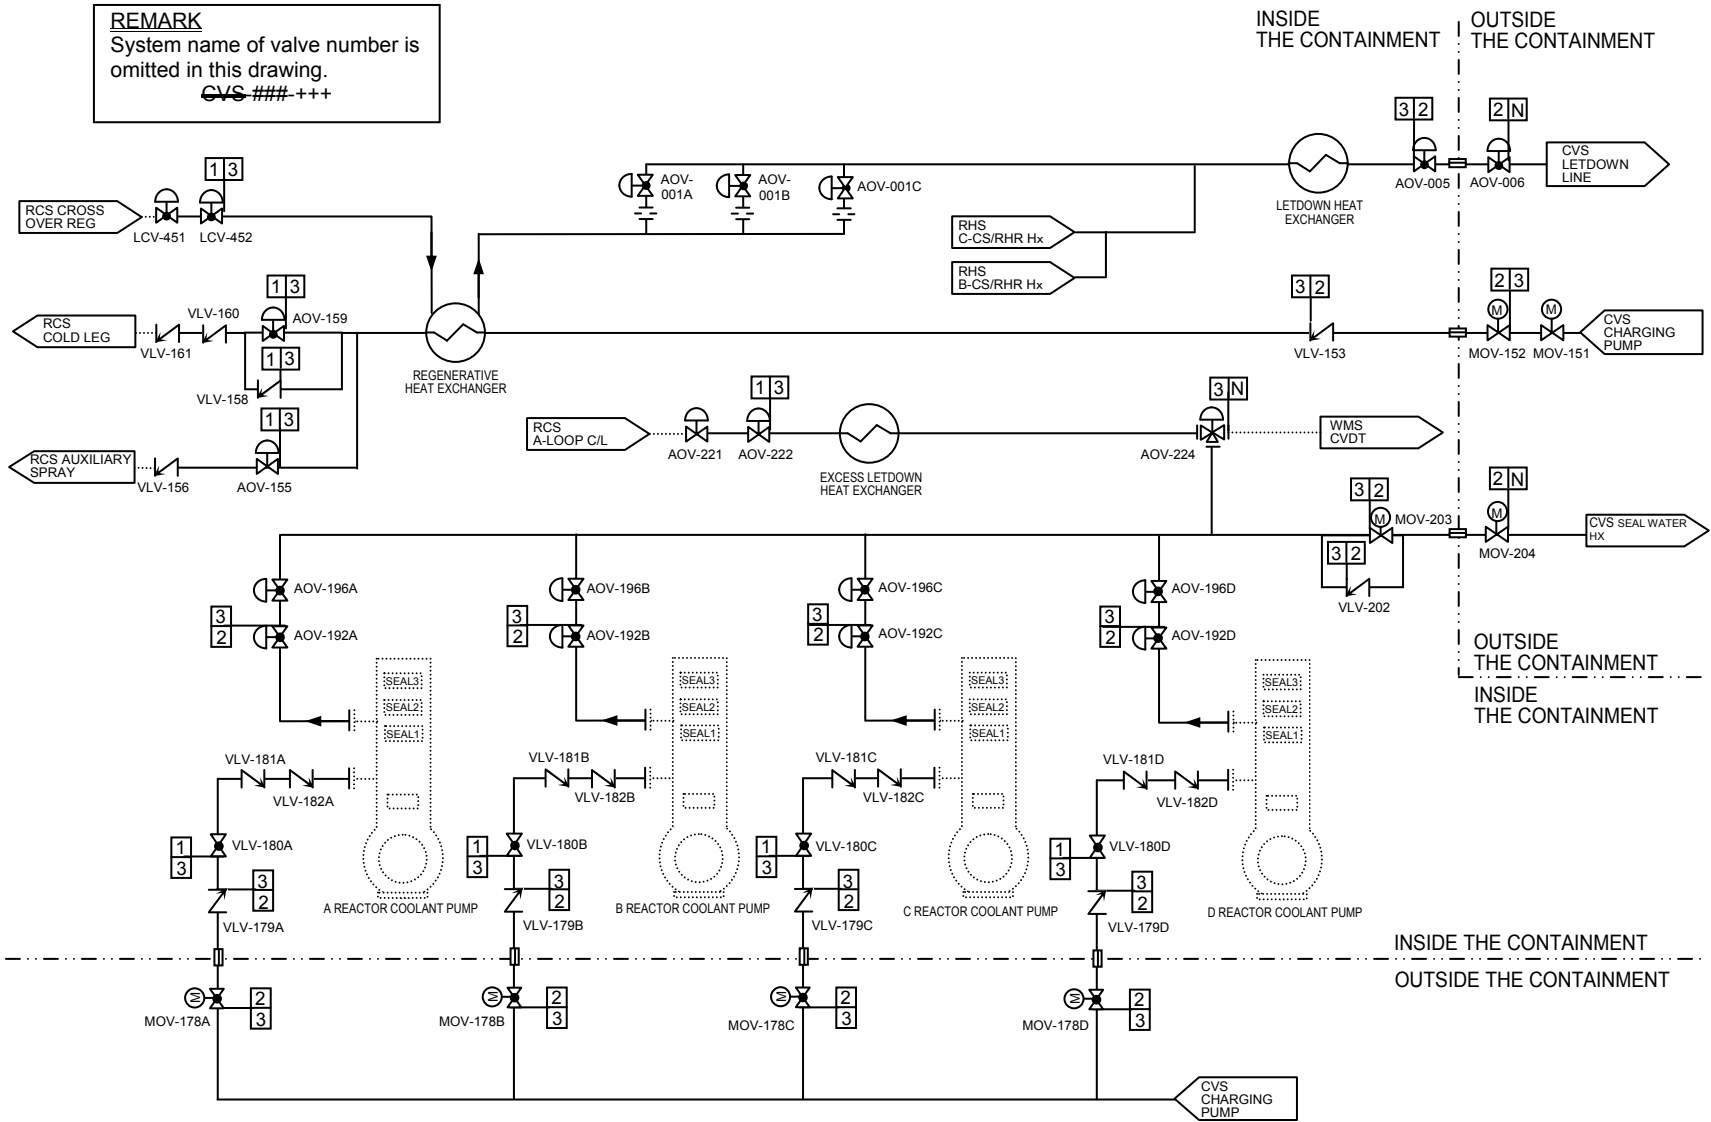 REMARK
System name of valve number is
omitted in this drawing.
CVS-###-+++
INSIDE
THE CONTAINMENT
OUTSIDE
THE CONTAINMENT
3 2
2 N
CVS
LETDOWN
LINE
AOV-005
AOV-006
LETDOWN HEAT
EXCHANGER
AOV-
001A
AOV-
001B
AOV-001C
1 3
RCS CROSS
OVER REG
LCV-451
LCV-452
RHS
C-CS/RHR Hx
RHS
B-CS/RHR Hx
1 3
3 2
2 3
M
M
RCS
COLD LEG
VLV-160
AOV-159
VLV-161
CVS
CHARGING
PUMP
VLV-153
MOV-152
MOV-151
1 3
VLV-158
REGENERATIVE
HEAT EXCHANGER
1 3
RCS AUXILIARY
SPRAY
VLV-156
AOV-155
1 3
RCS
A-LOOP C/L
AOV-221
AOV-222
EXCESS LETDOWN
HEAT EXCHANGER
3 N
AOV-224
WMS
CVDT
3 2
2 N
M
MOV-203
M
MOV-204
CVS SEAL WATER
HX
3 2
VLV-202
AOV-196A
AOV-196B
AOV-196C
AOV-196D
3
2
AOV-192A
3
2
AOV-192B
3
2
AOV-192C
3
2
AOV-192D
OUTSIDE
THE CONTAINMENT
INSIDE
THE CONTAINMENT
SEAL3
SEAL2
SEAL1
SEAL3
SEAL2
SEAL1
SEAL3
SEAL2
SEAL1
SEAL3
SEAL2
SEAL1
VLV-181A
VLV-182A
VLV-181B
VLV-182B
VLV-181C
VLV-182C
VLV-181D
VLV-182D
1
3
VLV-180A
1
3
VLV-180B
1
3
VLV-180C
1
3
VLV-180D
3
2
VLV-179A
3
2
VLV-179B
3
2
VLV-179C
3
2
VLV-179D
A REACTOR COOLANT PUMP
B REACTOR COOLANT PUMP
C REACTOR COOLANT PUMP
D REACTOR COOLANT PUMP
INSIDE THE CONTAINMENT
OUTSIDE THE CONTAINMENT
M
2
3
MOV-178A
M
2
3
MOV-178B
M
2
3
MOV-178C
M
2
3
MOV-178D
CVS
CHARGING
PUMP